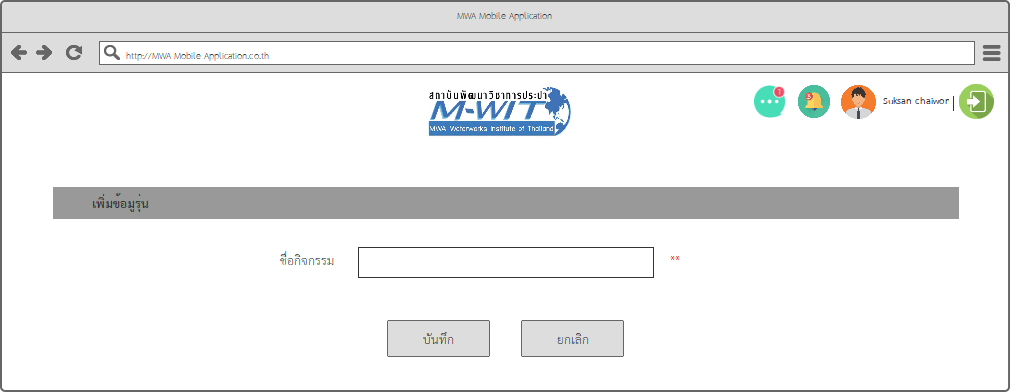 MWA Mobile Application
http://MWA Mobile Application.co.th
สถาบันพัฒนาวิชาการประปา
M-WIT
MWA Waterworks Institute of Thailand
1
Suksan chaiwon
เพิ่มข้อมูรุ่น
ชื่อกิจกรรม
**
บันทึก
ยกเลิก